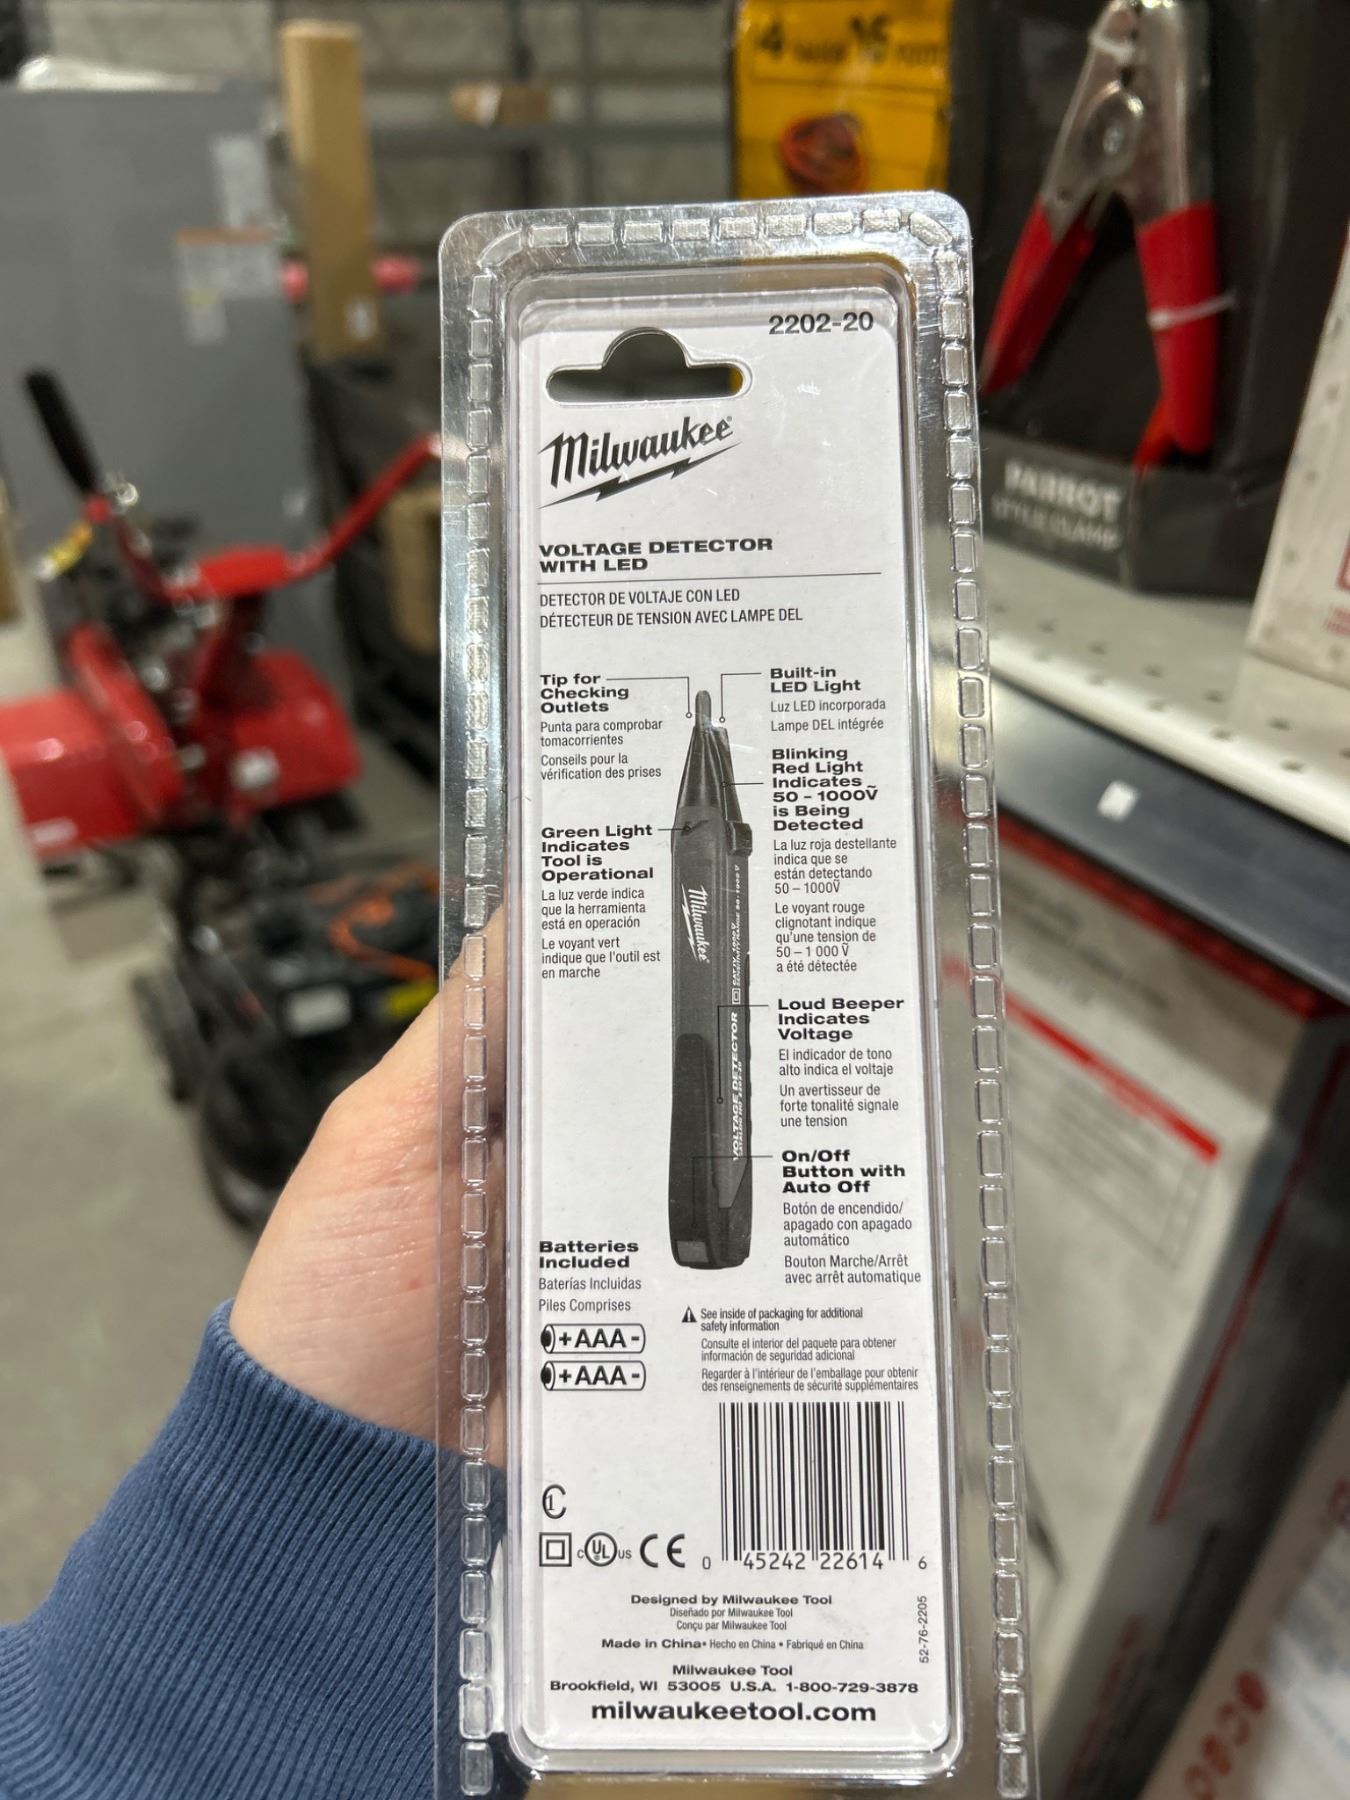 2202-20
Milwaukee
VOLTAGE DETECTOR
WITH LED
DETECTOR DE VOLTAJE CON LED
DÉTECTEUR DE TENSION AVEC LAMPE DEL
Tip for
Checking
Outlets
Punta para comprobar
tomacorrientes
Conseils pour la
vérification des prises
Built-in
LED Light
Luz LED incorporada
Lampe DEL intégrée
Blinking
Red Light
Indicates
50 - 1000Ṽ
is Being
Detected
La luz roja destellante
indica que se
están detectando
50 – 1000Ṽ
Le voyant rouge
clignotant indique
qu'une tension de
50 – 1 000 Ṽ
a été détectée
Green Light
Indicates
Tool is
Operational
La luz verde indica
que la herramienta
está en operación
Le voyant vert
indique que l'outil est
en marche
Milwaukee
VOLTAGE DETECTOR
Loud Beeper
Indicates
Voltage
El indicador de tono
alto indica el voltaje
Un avertisseur de
forte tonalité signale
une tension
On/Off
Button with
Auto Off
Botón de encendido/
apagado con apagado
automático
Bouton Marche/Arrêt
avec arrêt automatique
Batteries
Included
Baterías Incluidas
Piles Comprises
+AAA-
+AAA-
See inside of packaging for additional
safety information
Consulte el interior del paquete para obtener
información de seguridad adicional
Regarder à l'intérieur de l'emballage pour obtenir
des renseignements de sécurité supplémentaires
c UL us CE
0 45242 22614 6
Designed by Milwaukee Tool
Diseñado por Milwaukee Tool
Conçu par Milwaukee Tool
Made in China• Hecho en China • Fabriqué en China
52-76-2205
Milwaukee Tool
Brookfield, WI 53005 U.S.A. 1-800-729-3878
milwaukeetool.com
PARROT
STYLE CLAMP